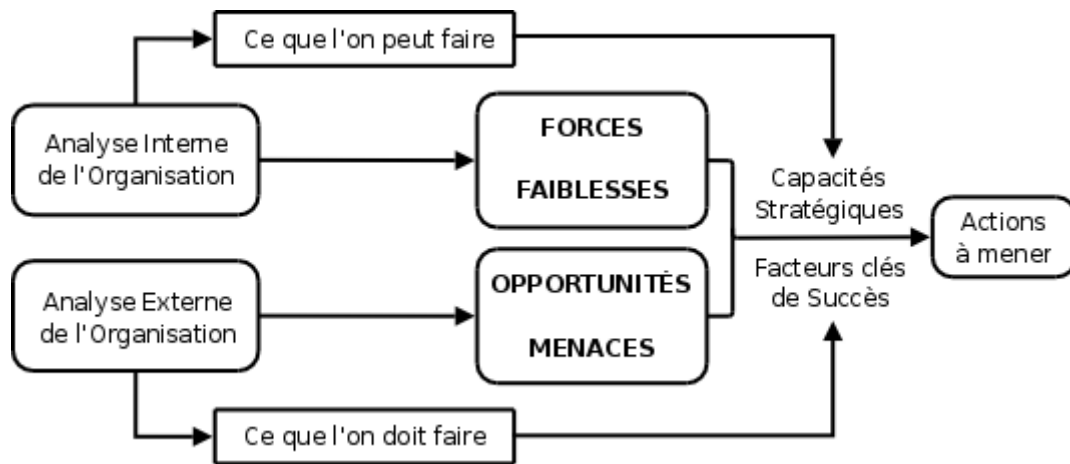 Ce que l'on peut faire
Analyse Interne
de l'Organisation
FORCES
FAIBLESSES
Capacités
Stratégiques
Actions
à mener
Analyse Externe
de l'Organisation
OPPORTUNITÉS
MENACES
Facteurs clés
de Succès
Ce que l'on doit faire